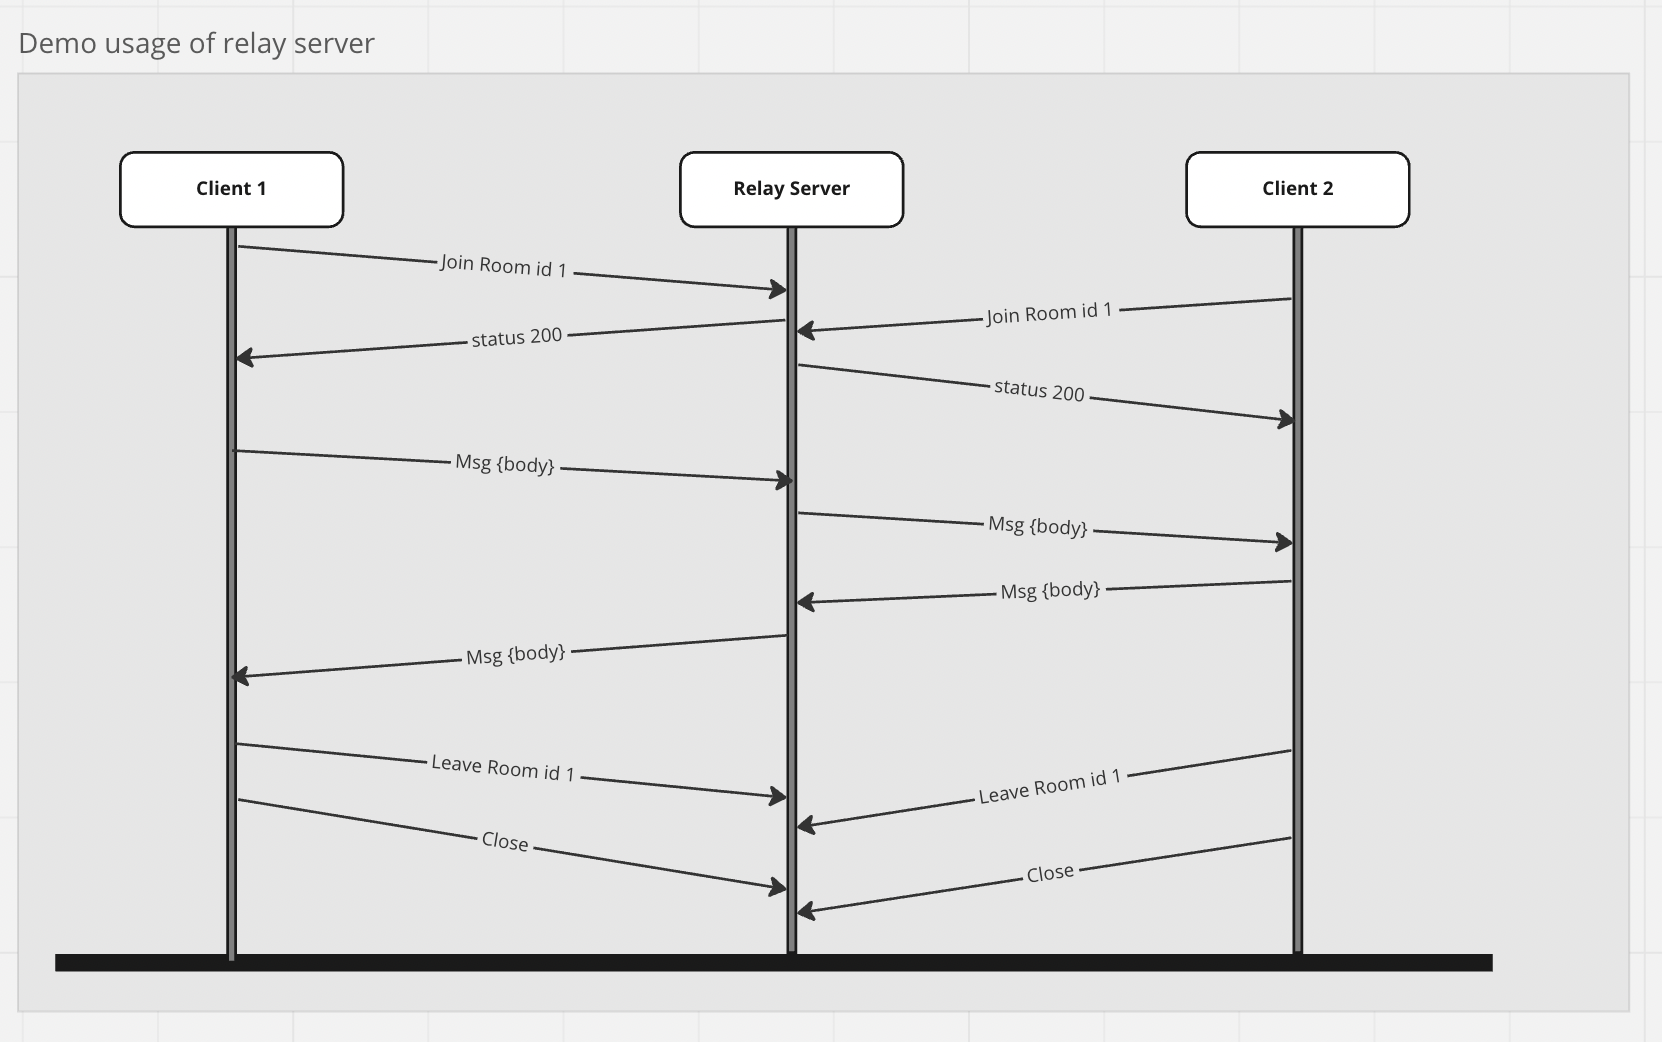 Demo usage of relay server
Client 1
Relay Server
Client 2
Join Room id 1
Join Room id 1
status 200
status 200
Msg {body}
Msg {body}
Msg {body}
Msg {body}
Leave Room id 1
Leave Room id 1
Close
Close